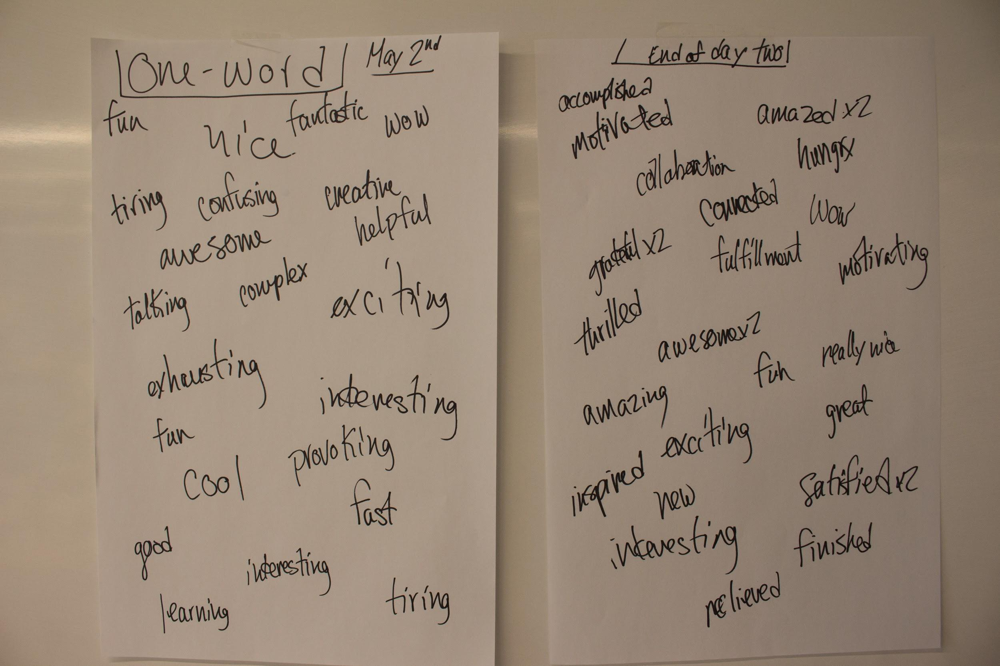 One-word May 2nd
fun nice fantastic wow
tiring confusing creative
awesome helpful
talking complex exciting
exhausting interesting
fun provoking
cool fast
good interesting
learning tiring
End of day two
accomplished
motivated amazed x2
collaboration hungry
connected wow
grateful x2 fulfillment motivating
thrilled awesome x2
fun really nice
amazing great
inspired exciting
new satisfied x2
interesting finished
relieved